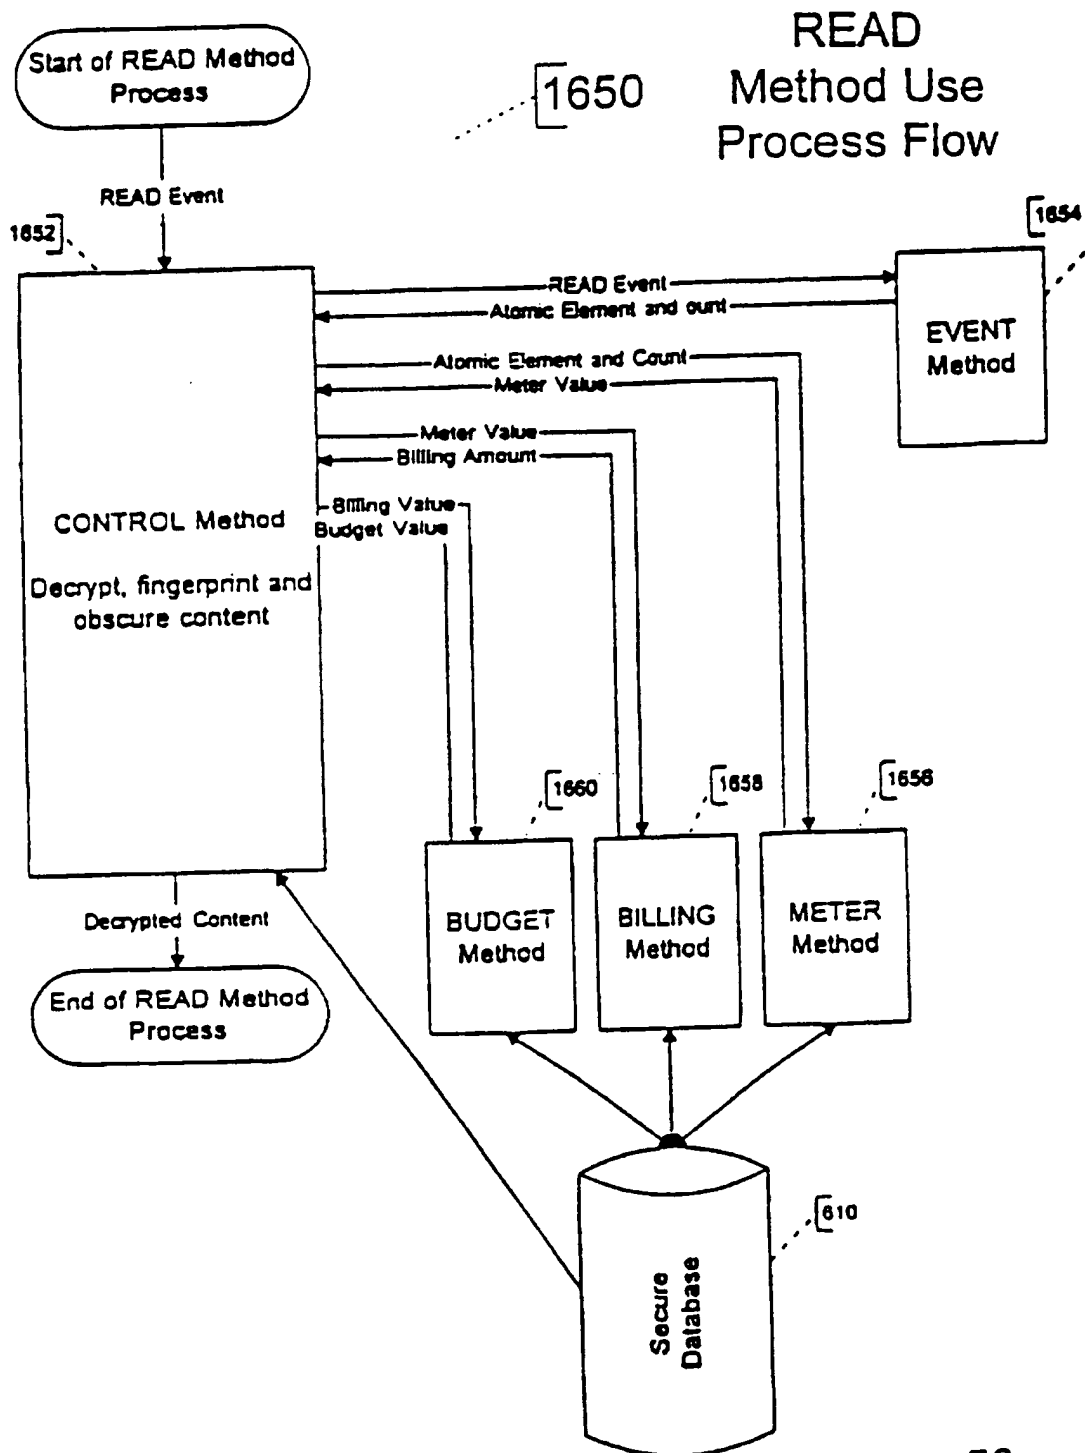 READ
Method Use
Process Flow
1650
Start of READ Method
Process
READ Event
1652
1654
READ Event
Atomic Element and ount
EVENT
Method
Atomic Element and Count
Meter Value
Meter Value
Billing Amount
Billing Value
Budget Value
CONTROL Method
Decrypt, fingerprint and
obscure content
1660
1658
1656
BUDGET
Method
BILLING
Method
METER
Method
Decrypted Content
End of READ Method
Process
610
Secure
Database